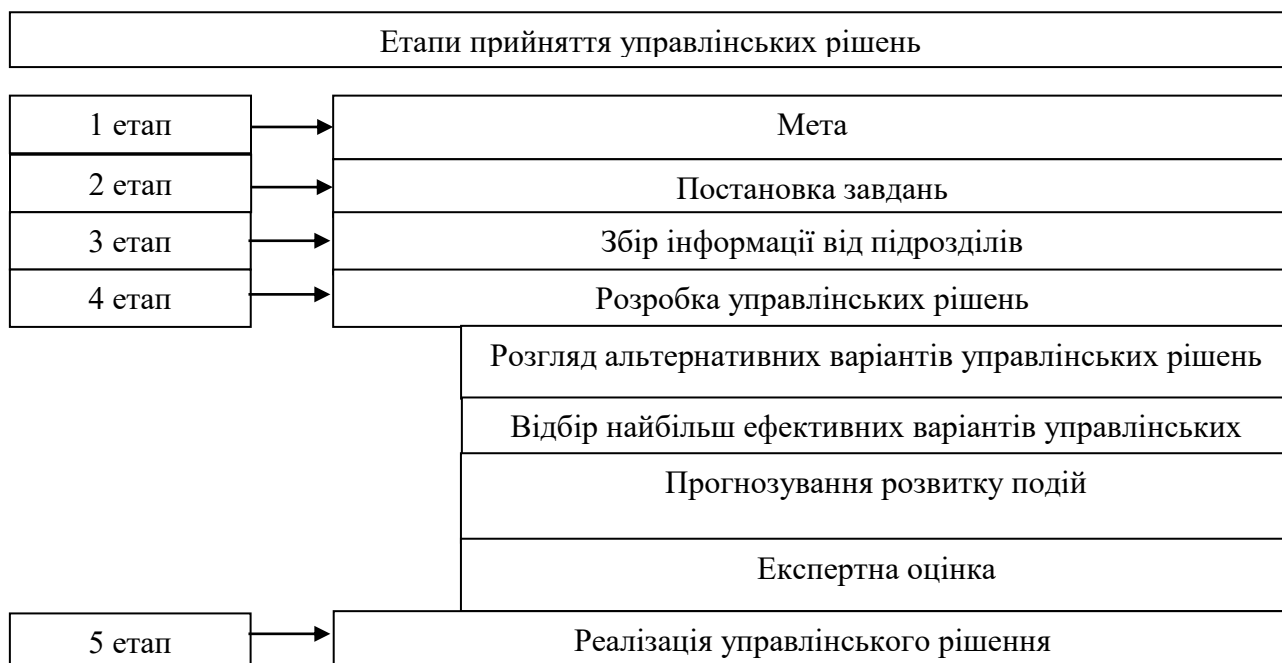 Етапи прийняття управлінських рішень
1 етап
Мета
2 етап
Постановка завдань
3 етап
Збір інформації від підрозділів
4 етап
Розробка управлінських рішень
Розгляд альтернативних варіантів управлінських рішень
Відбір найбільш ефективних варіантів управлінських
Прогнозування розвитку подій
Експертна оцінка
5 етап
Реалізація управлінського рішення